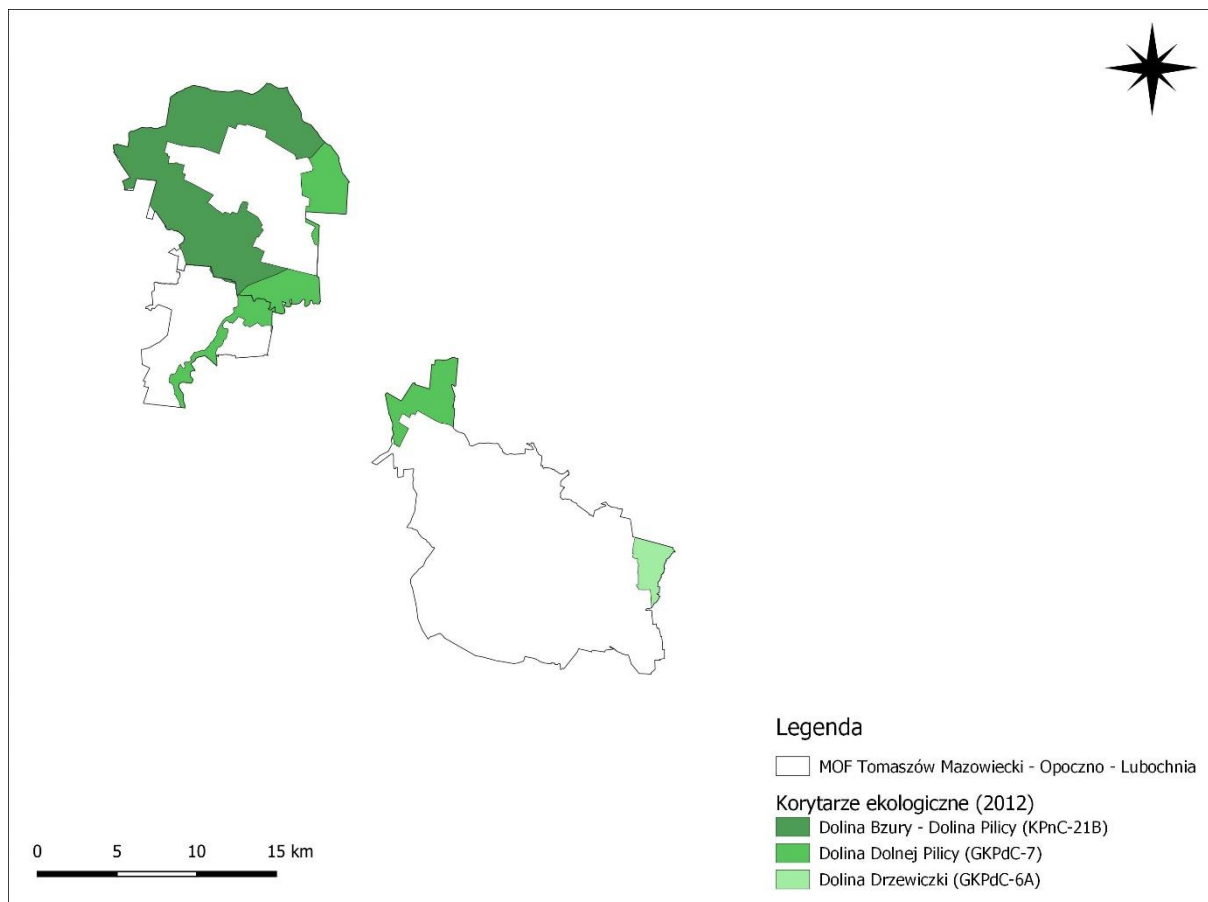 Legenda
MOF Tomaszów Mazowiecki - Opoczno - Lubochnia
Korytarze ekologiczne (2012)
Dolina Bzury - Dolina Pilicy (KPnC-21B)
Dolina Dolnej Pilicy (GKPdC-7)
Dolina Drzewiczki (GKPdC-6A)
0 5 10 15 km